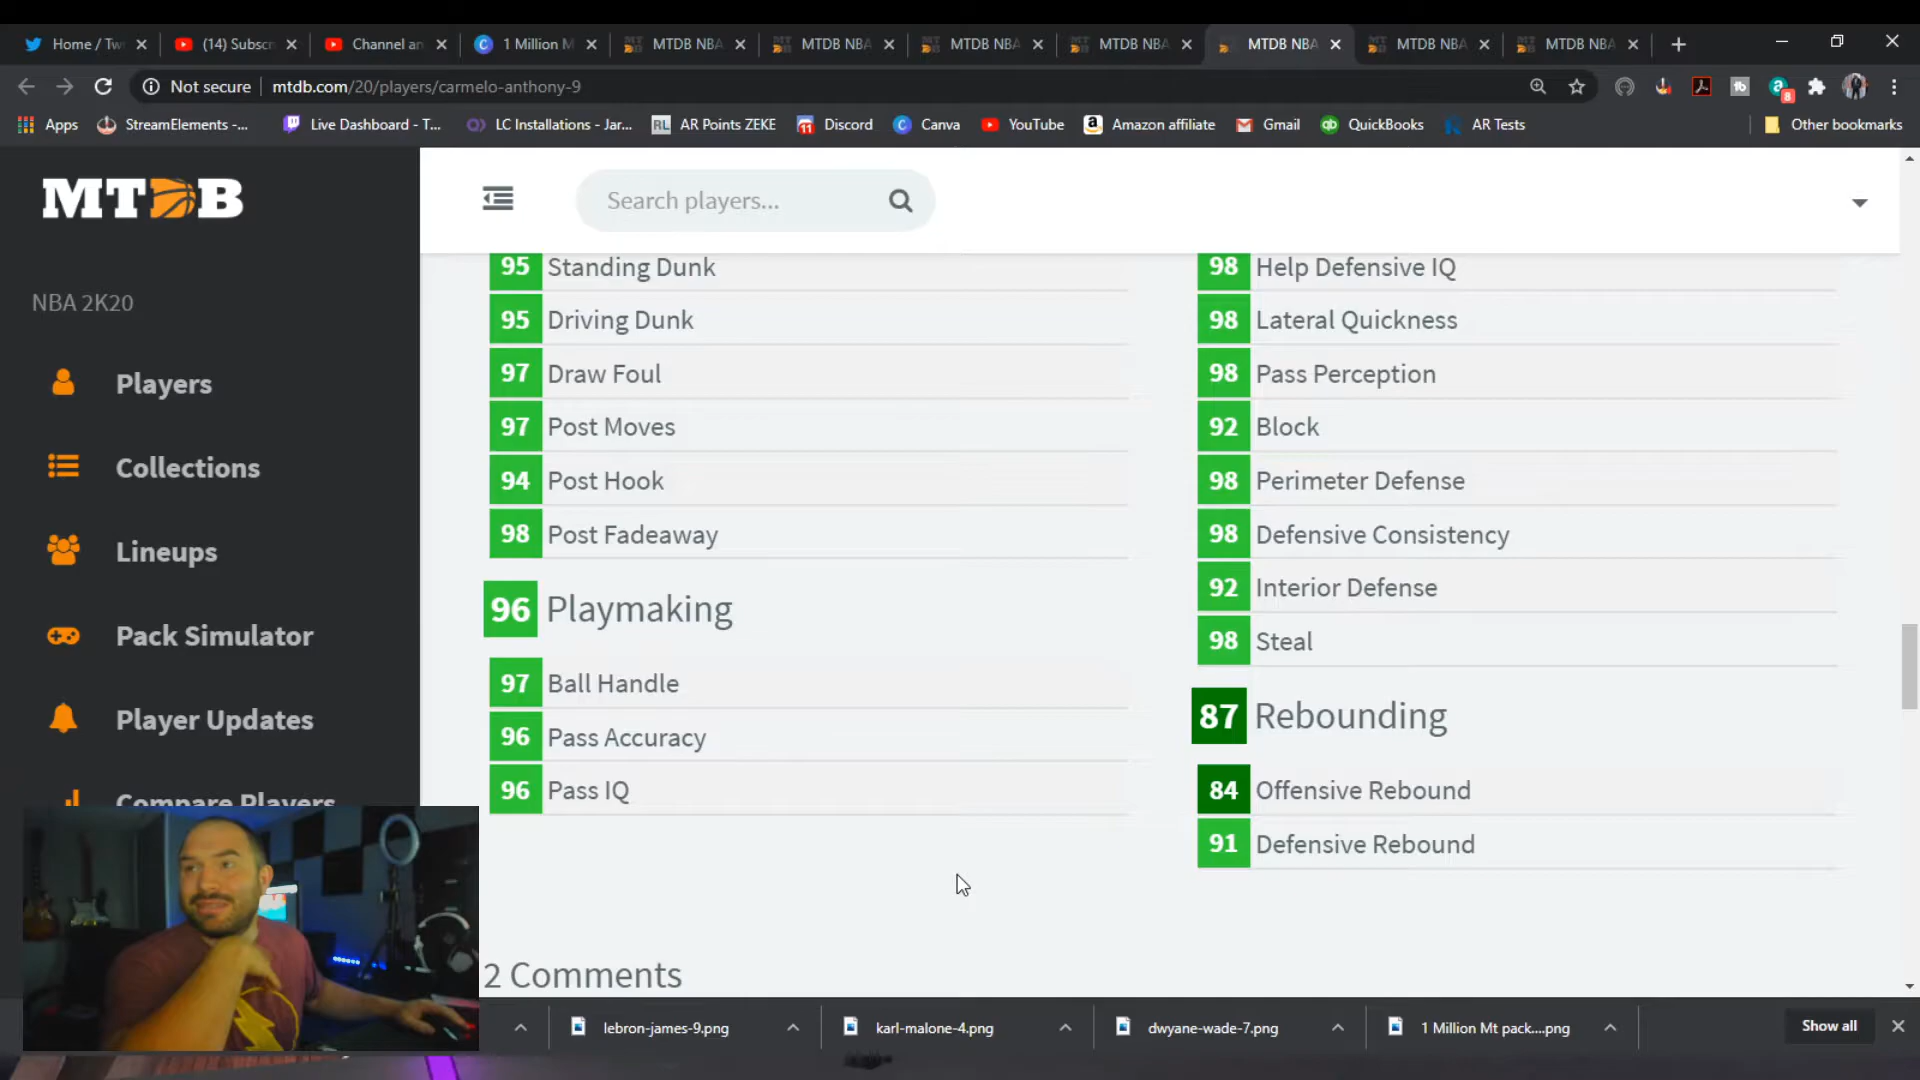 Home / Tw
(14) Subsc
Channel an
1 Million M
MTDB NBA
MTDB NBA
MTDB NBA
MTDB NBA
MTDB NBA
MTDB NBA
MTDB NBA
Not secure
mtdb.com/20/players/carmelo-anthony-9
8
Apps
StreamElements -...
Live Dashboard - T...
LC Installations - Jar...
RL AR Points ZEKE
11 Discord
Canva
YouTube
Amazon affiliate
Gmail
QuickBooks
AR Tests
Other bookmarks
MTDB
Search players...
NBA 2K20
Players
Collections
Lineups
Pack Simulator
Player Updates
Compare Players
95 Standing Dunk
95 Driving Dunk
97 Draw Foul
97 Post Moves
94 Post Hook
98 Post Fadeaway
96 Playmaking
97 Ball Handle
96 Pass Accuracy
96 Pass IQ
98 Help Defensive IQ
98 Lateral Quickness
98 Pass Perception
92 Block
98 Perimeter Defense
98 Defensive Consistency
92 Interior Defense
98 Steal
87 Rebounding
84 Offensive Rebound
91 Defensive Rebound
2 Comments
lebron-james-9.png
karl-malone-4.png
dwyane-wade-7.png
1 Million Mt pack....png
Show all